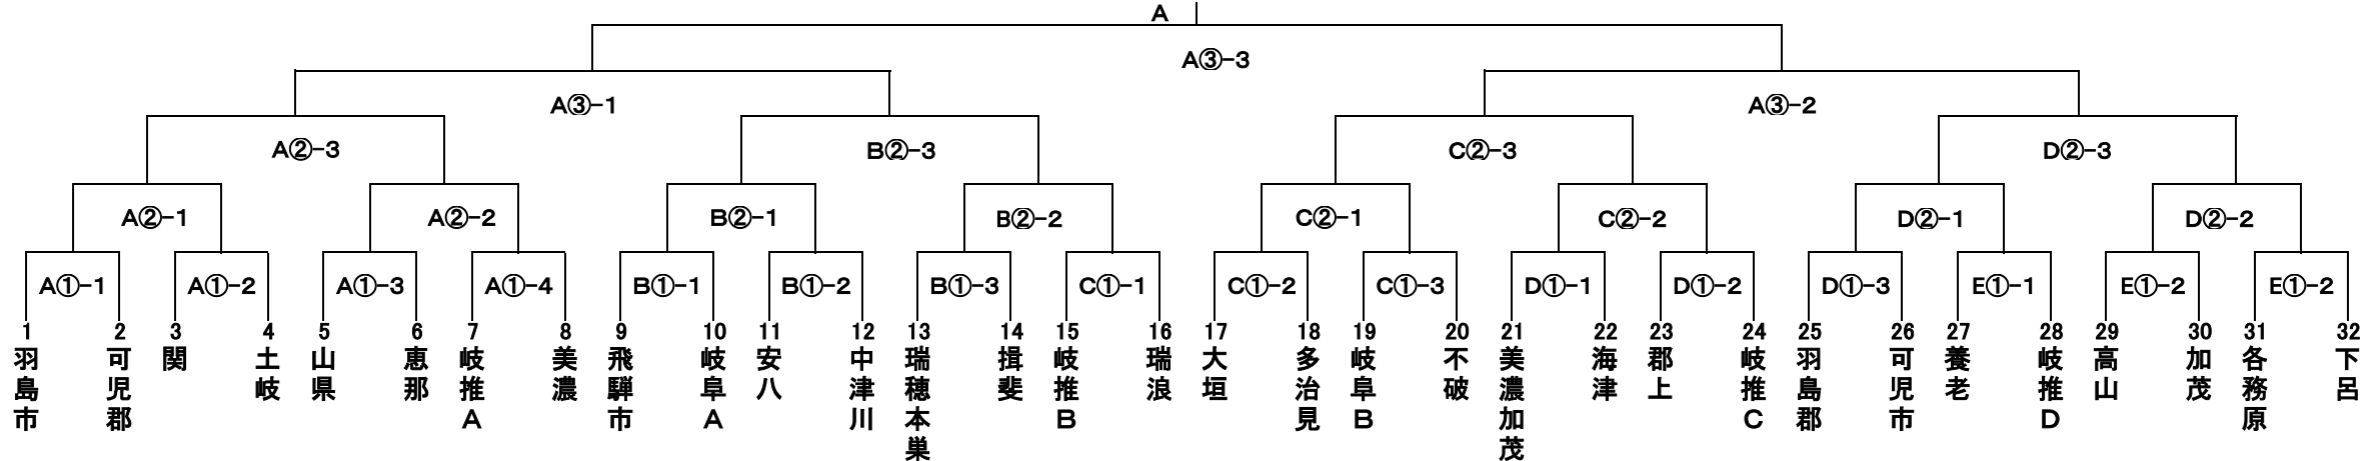 A
A③-3
A③-1 A③-2
A②-3 B②-3 C②-3 D②-3
A②-1 A②-2 B②-1 B②-2 C②-1 C②-2 D②-1 D②-2
A①-1 A①-2 A①-3 A①-4 B①-1 B①-2 B①-3 C①-1 C①-2 C①-3 D①-1 D①-2 D①-3 E①-1 E①-2 E①-2
1 2 3 4 5 6 7 8 9 10 11 12 13 14 15 16 17 18 19 20 21 22 23 24 25 26 27 28 29 30 31 32
羽島市
可児郡
関
土岐
山県
恵那
岐推A
美濃
飛騨市
岐阜A
安八
中津川
瑞穂本巣
揖斐
岐推B
瑞浪
大垣
多治見
岐阜B
不破
美濃加茂
海津
郡上
岐推C
羽島郡
可児市
養老
岐推D
高山
加茂
各務原
下呂